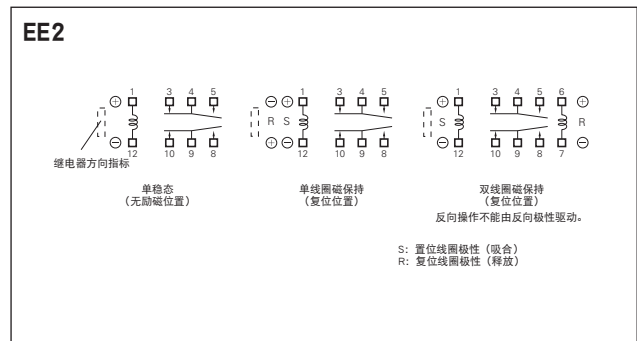 EE2
1 3 4 5
12 10 9 8
继电器方向指标
单稳态
（无励磁位置）
1 3 4 5
R S
12 10 9 8
单线圈磁保持
（复位位置）
1 3 4 5 6
S R
12 10 9 8 7
双线圈磁保持
（复位位置）
反向操作不能由反向极性驱动。
S：置位线圈极性（吸合）
R：复位线圈极性（释放）